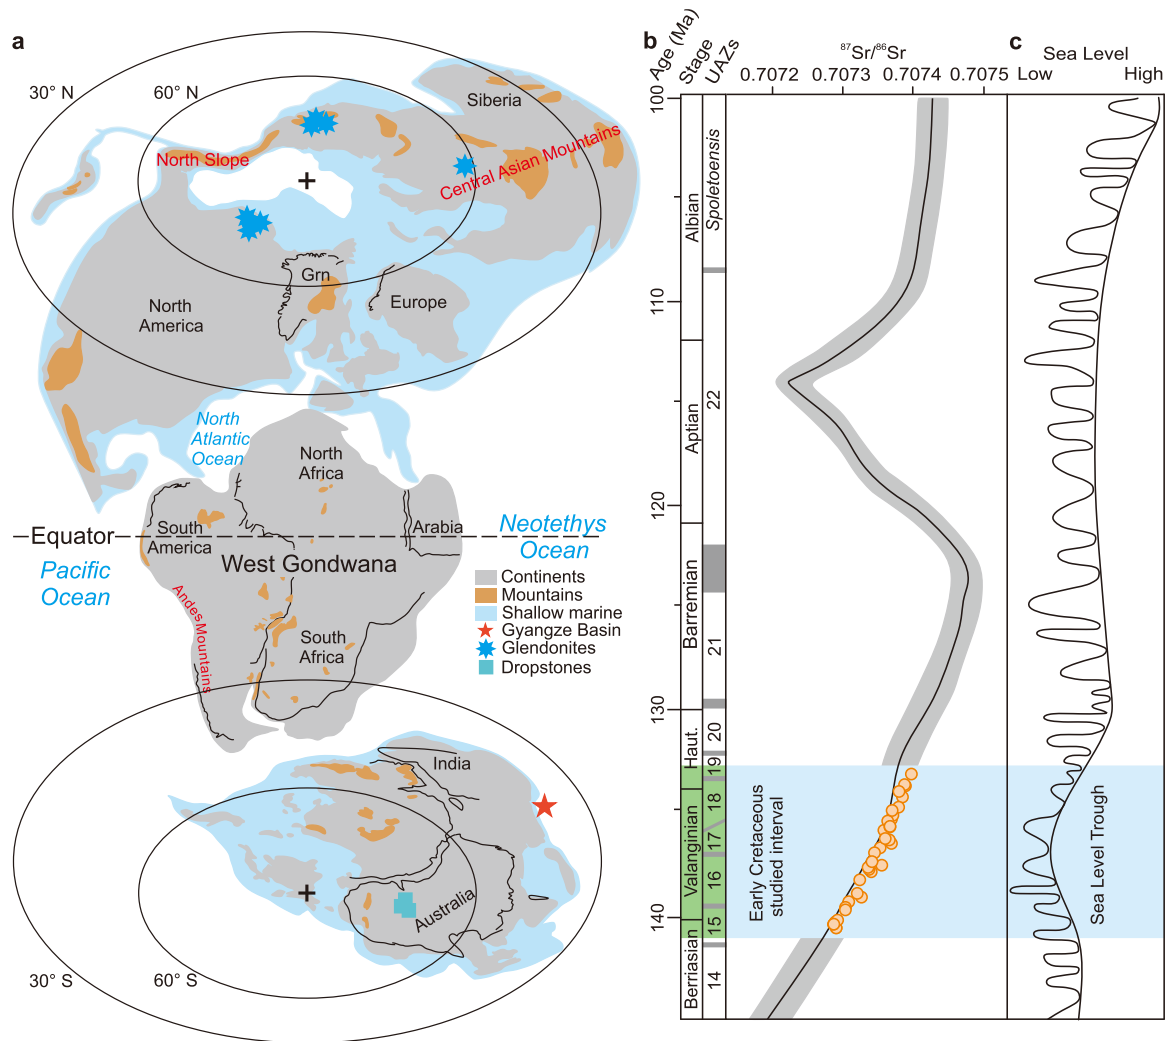 a
30° N
60° N
Siberia
North Slope
Central Asian Mountains
Grn
North
America
Europe
North
Atlantic
Ocean
North
Africa
South
America
Arabia
Equator
Neotethys
Ocean
Pacific
Ocean
West Gondwana
Andes Mountains
South
Africa
Continents
Mountains
Shallow marine
Gyangze Basin
Glendonites
Dropstones
India
Australia
30° S
60° S
b
Age (Ma)
Stage
UAZs
87Sr/86Sr
0.7072 0.7073 0.7074 0.7075
100
110
120
130
140
Albian
Aptian
Barremian
Haut.
Valanginian
Berriasian
Spoletoensis
22
21
20
19
18
17
16
15
14
Early Cretaceous
studied interval
c
Sea Level
Low High
Sea Level Trough